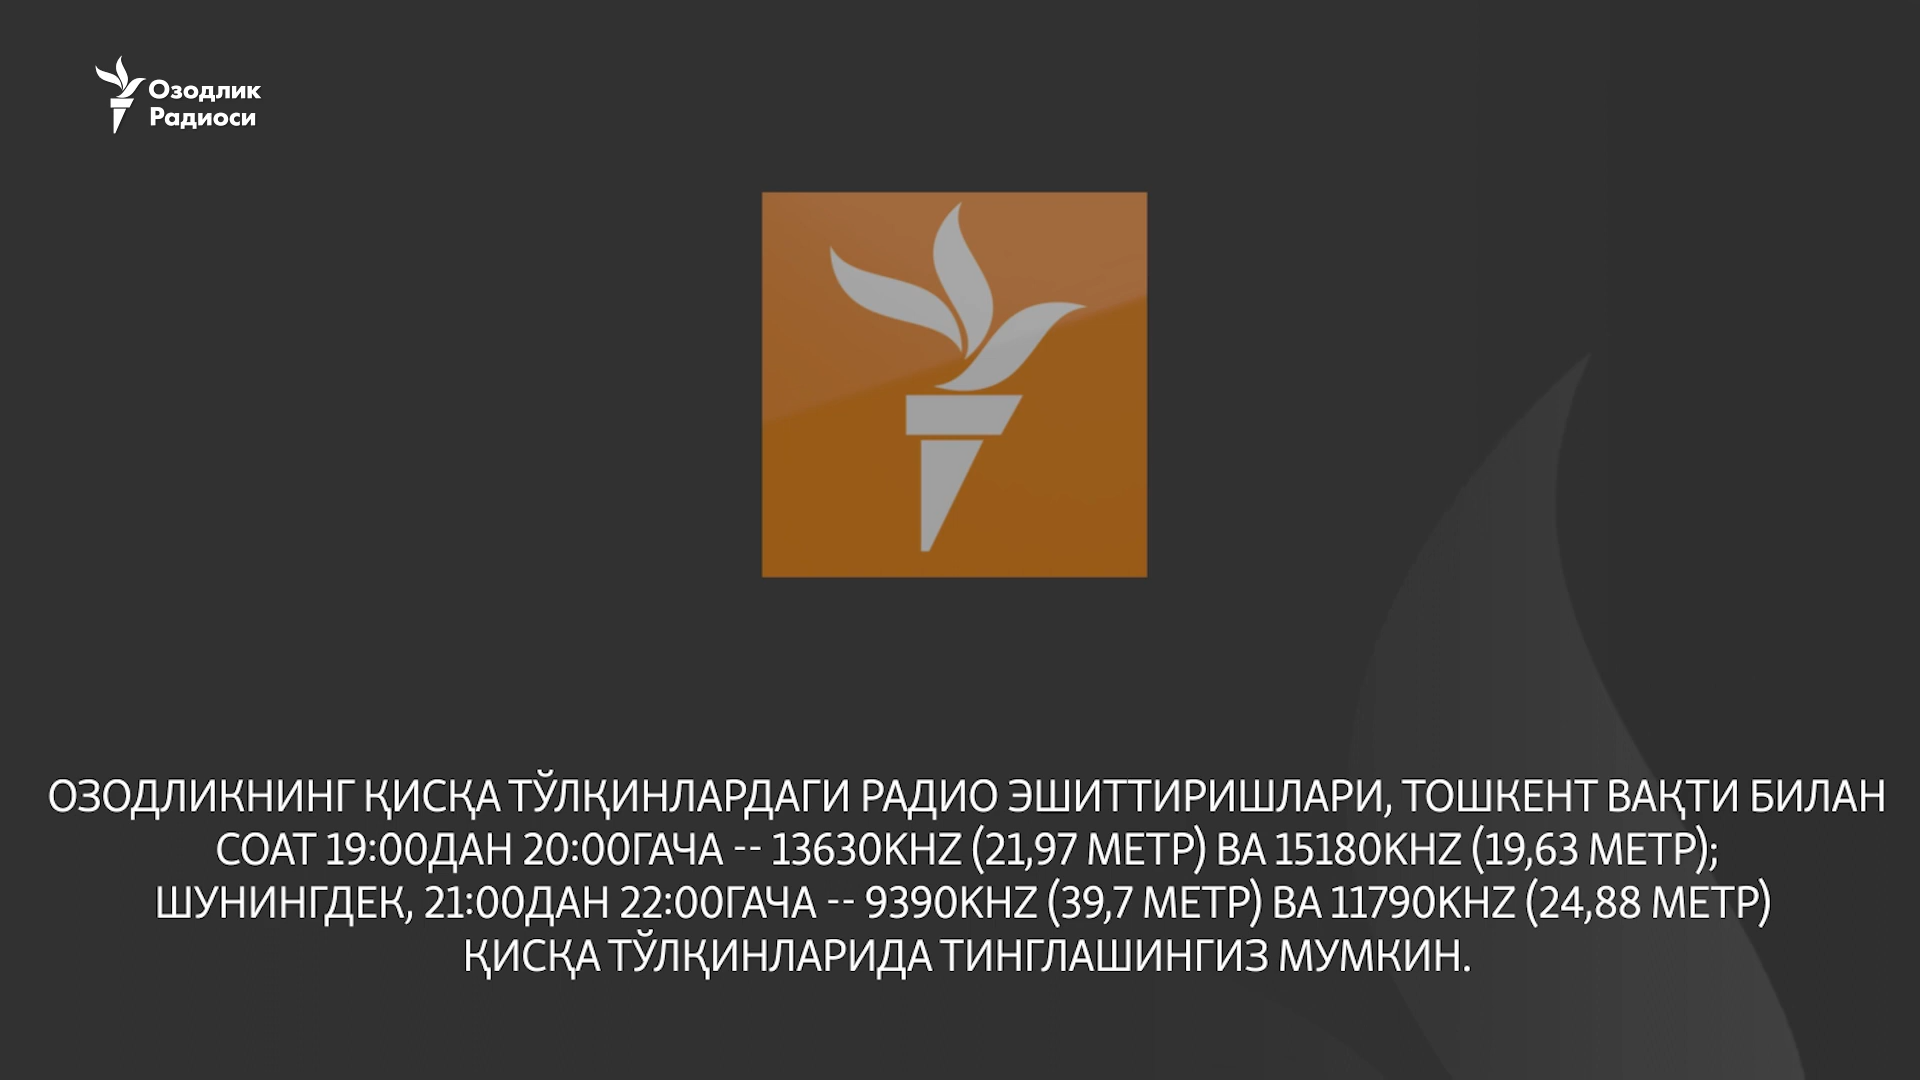 Озодлик
Радиоси
ОЗОДЛИКНИНГ ҚИСҚА ТЎЛҚИНЛАРДАГИ РАДИО ЭШИТТИРИШЛАРИ, ТОШКЕНТ ВАҚТИ БИЛАН
СОАТ 19:00ДАН 20:00ГАЧА -- 13630KHZ (21,97 МЕТР) ВА 15180KHZ (19,63 МЕТР);
ШУНИНГДЕК, 21:00ДАН 22:00ГАЧА -- 9390KHZ (39,7 МЕТР) ВА 11790KHZ (24,88 МЕТР)
ҚИСҚА ТЎЛҚИНЛАРИДА ТИНГЛАШИНГИЗ МУМКИН.